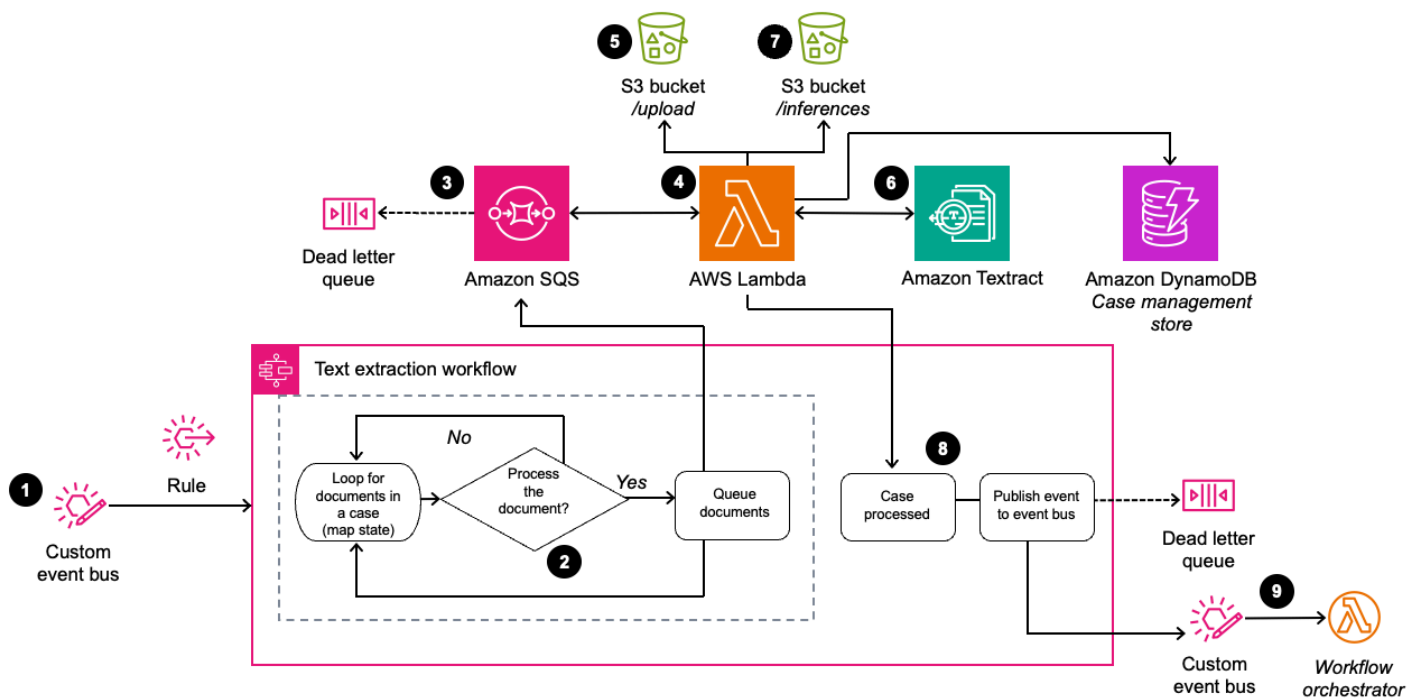 5
7
S3 bucket
/upload
S3 bucket
/inferences
3
4
6
Dead letter
queue
Amazon SQS
AWS Lambda
Amazon Textract
Amazon DynamoDB
Case management
store
Text extraction workflow
1
Rule
Custom
event bus
No
Loop for
documents in
a case
(map state)
Process
the
document?
Yes
2
Queue
documents
8
Case
processed
Publish event
to event bus
Dead letter
queue
9
Custom
event bus
Workflow
orchestrator